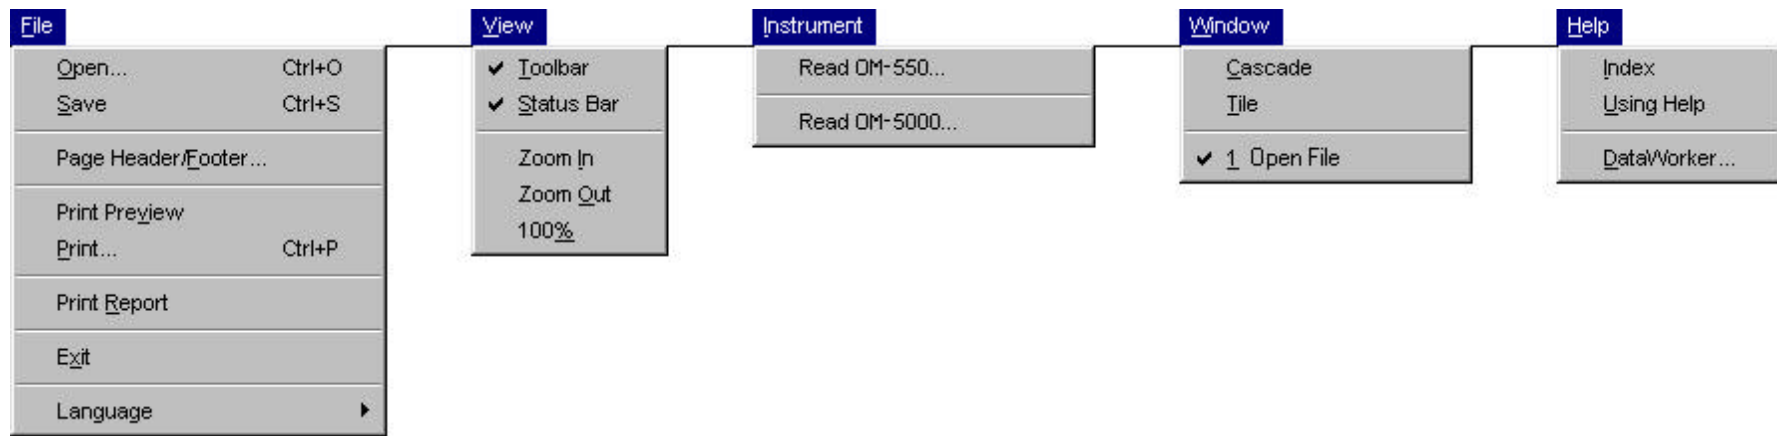 File
Open... Ctrl+O
Save Ctrl+S
Page Header/Footer...
Print Preview
Print... Ctrl+P
Print Report
Exit
Language
View
✔ Toolbar
✔ Status Bar
Zoom In
Zoom Out
100%
Instrument
Read OM-550...
Read OM-5000...
Window
Cascade
Tile
✔ 1 Open File
Help
Index
Using Help
DataWorker...